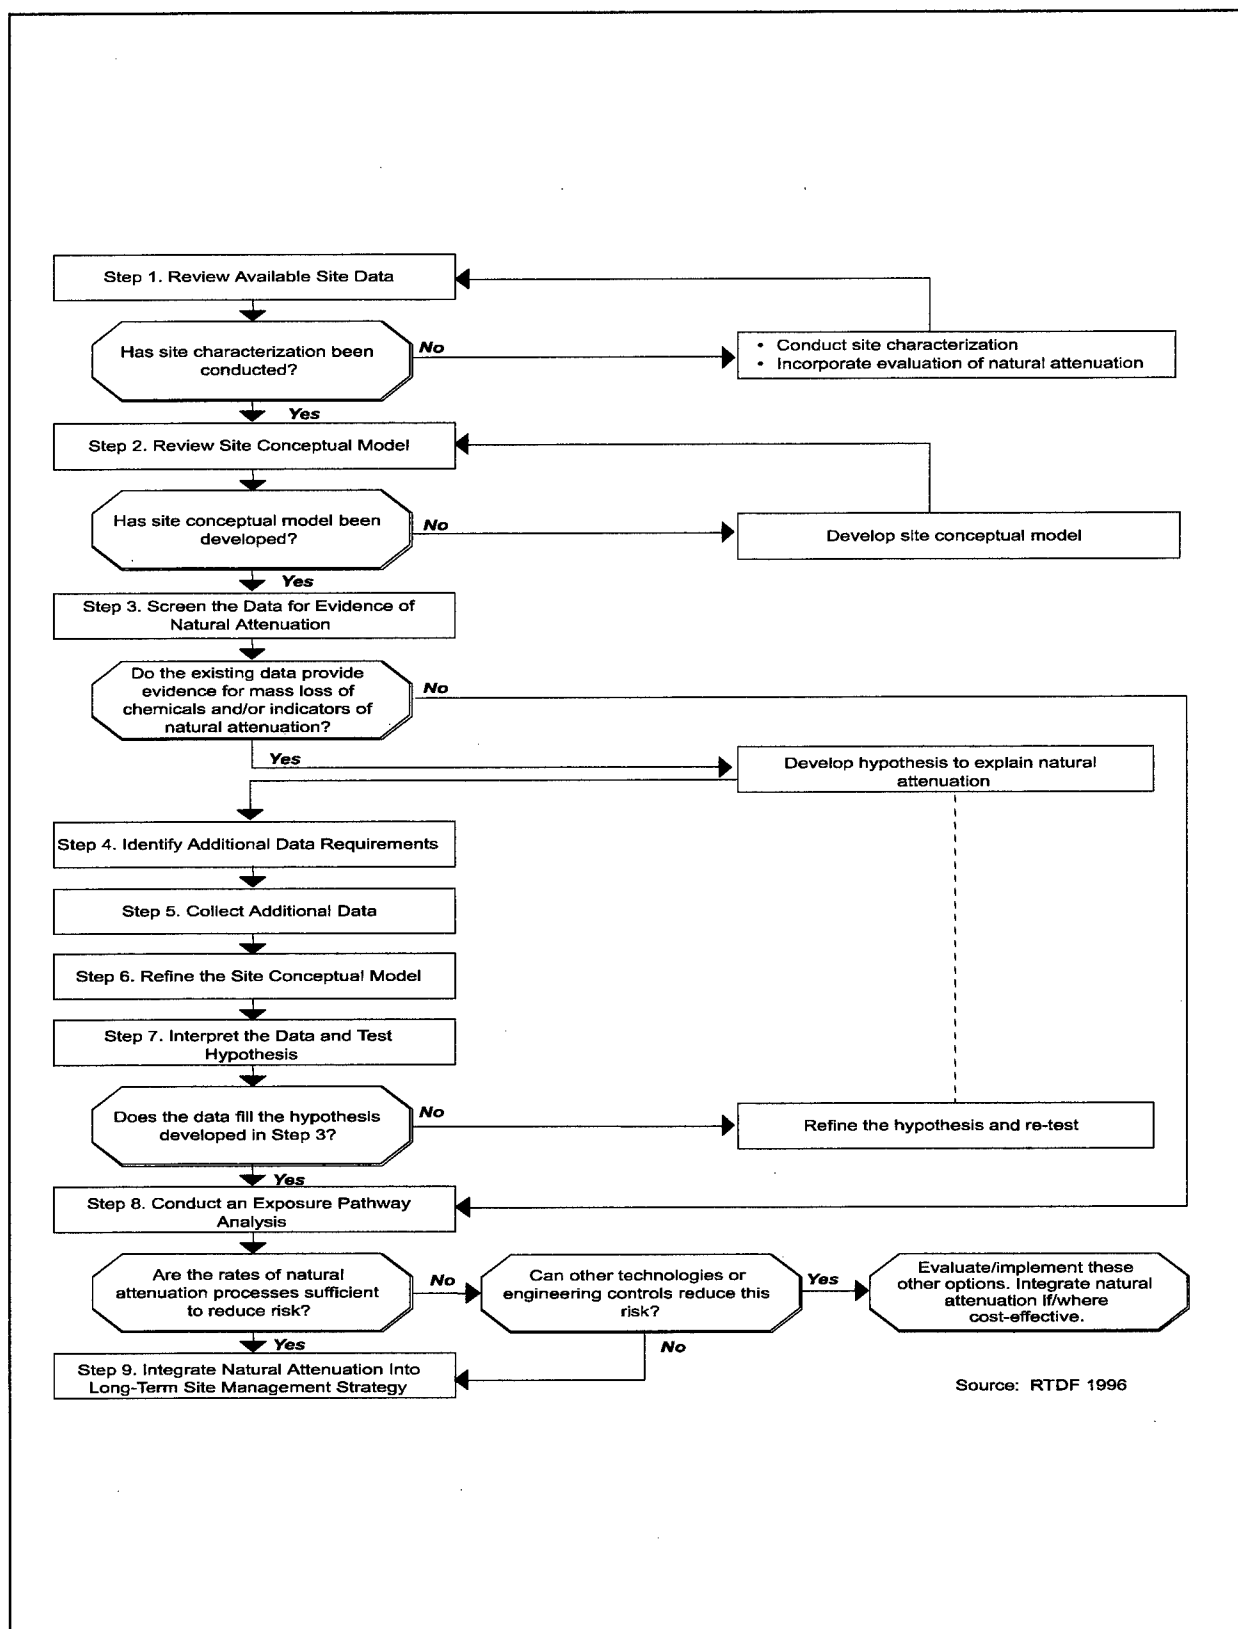 Step 1. Review Available Site Data
Has site characterization been
conducted?
No
• Conduct site characterization
• Incorporate evaluation of natural attenuation
Yes
Step 2. Review Site Conceptual Model
Has site conceptual model been
developed?
No
Develop site conceptual model
Yes
Step 3. Screen the Data for Evidence of
Natural Attenuation
Do the existing data provide
evidence for mass loss of
chemicals and/or indicators of
natural attenuation?
No
Yes
Develop hypothesis to explain natural
attenuation
Step 4. Identify Additional Data Requirements
Step 5. Collect Additional Data
Step 6. Refine the Site Conceptual Model
Step 7. Interpret the Data and Test
Hypothesis
Does the data fill the hypothesis
developed in Step 3?
No
Refine the hypothesis and re-test
Yes
Step 8. Conduct an Exposure Pathway
Analysis
Are the rates of natural
attenuation processes sufficient
to reduce risk?
No
Can other technologies or
engineering controls reduce this
risk?
Yes
Evaluate/implement these
other options. Integrate natural
attenuation if/where
cost-effective.
Yes
No
Step 9. Integrate Natural Attenuation Into
Long-Term Site Management Strategy
Source: RTDF 1996